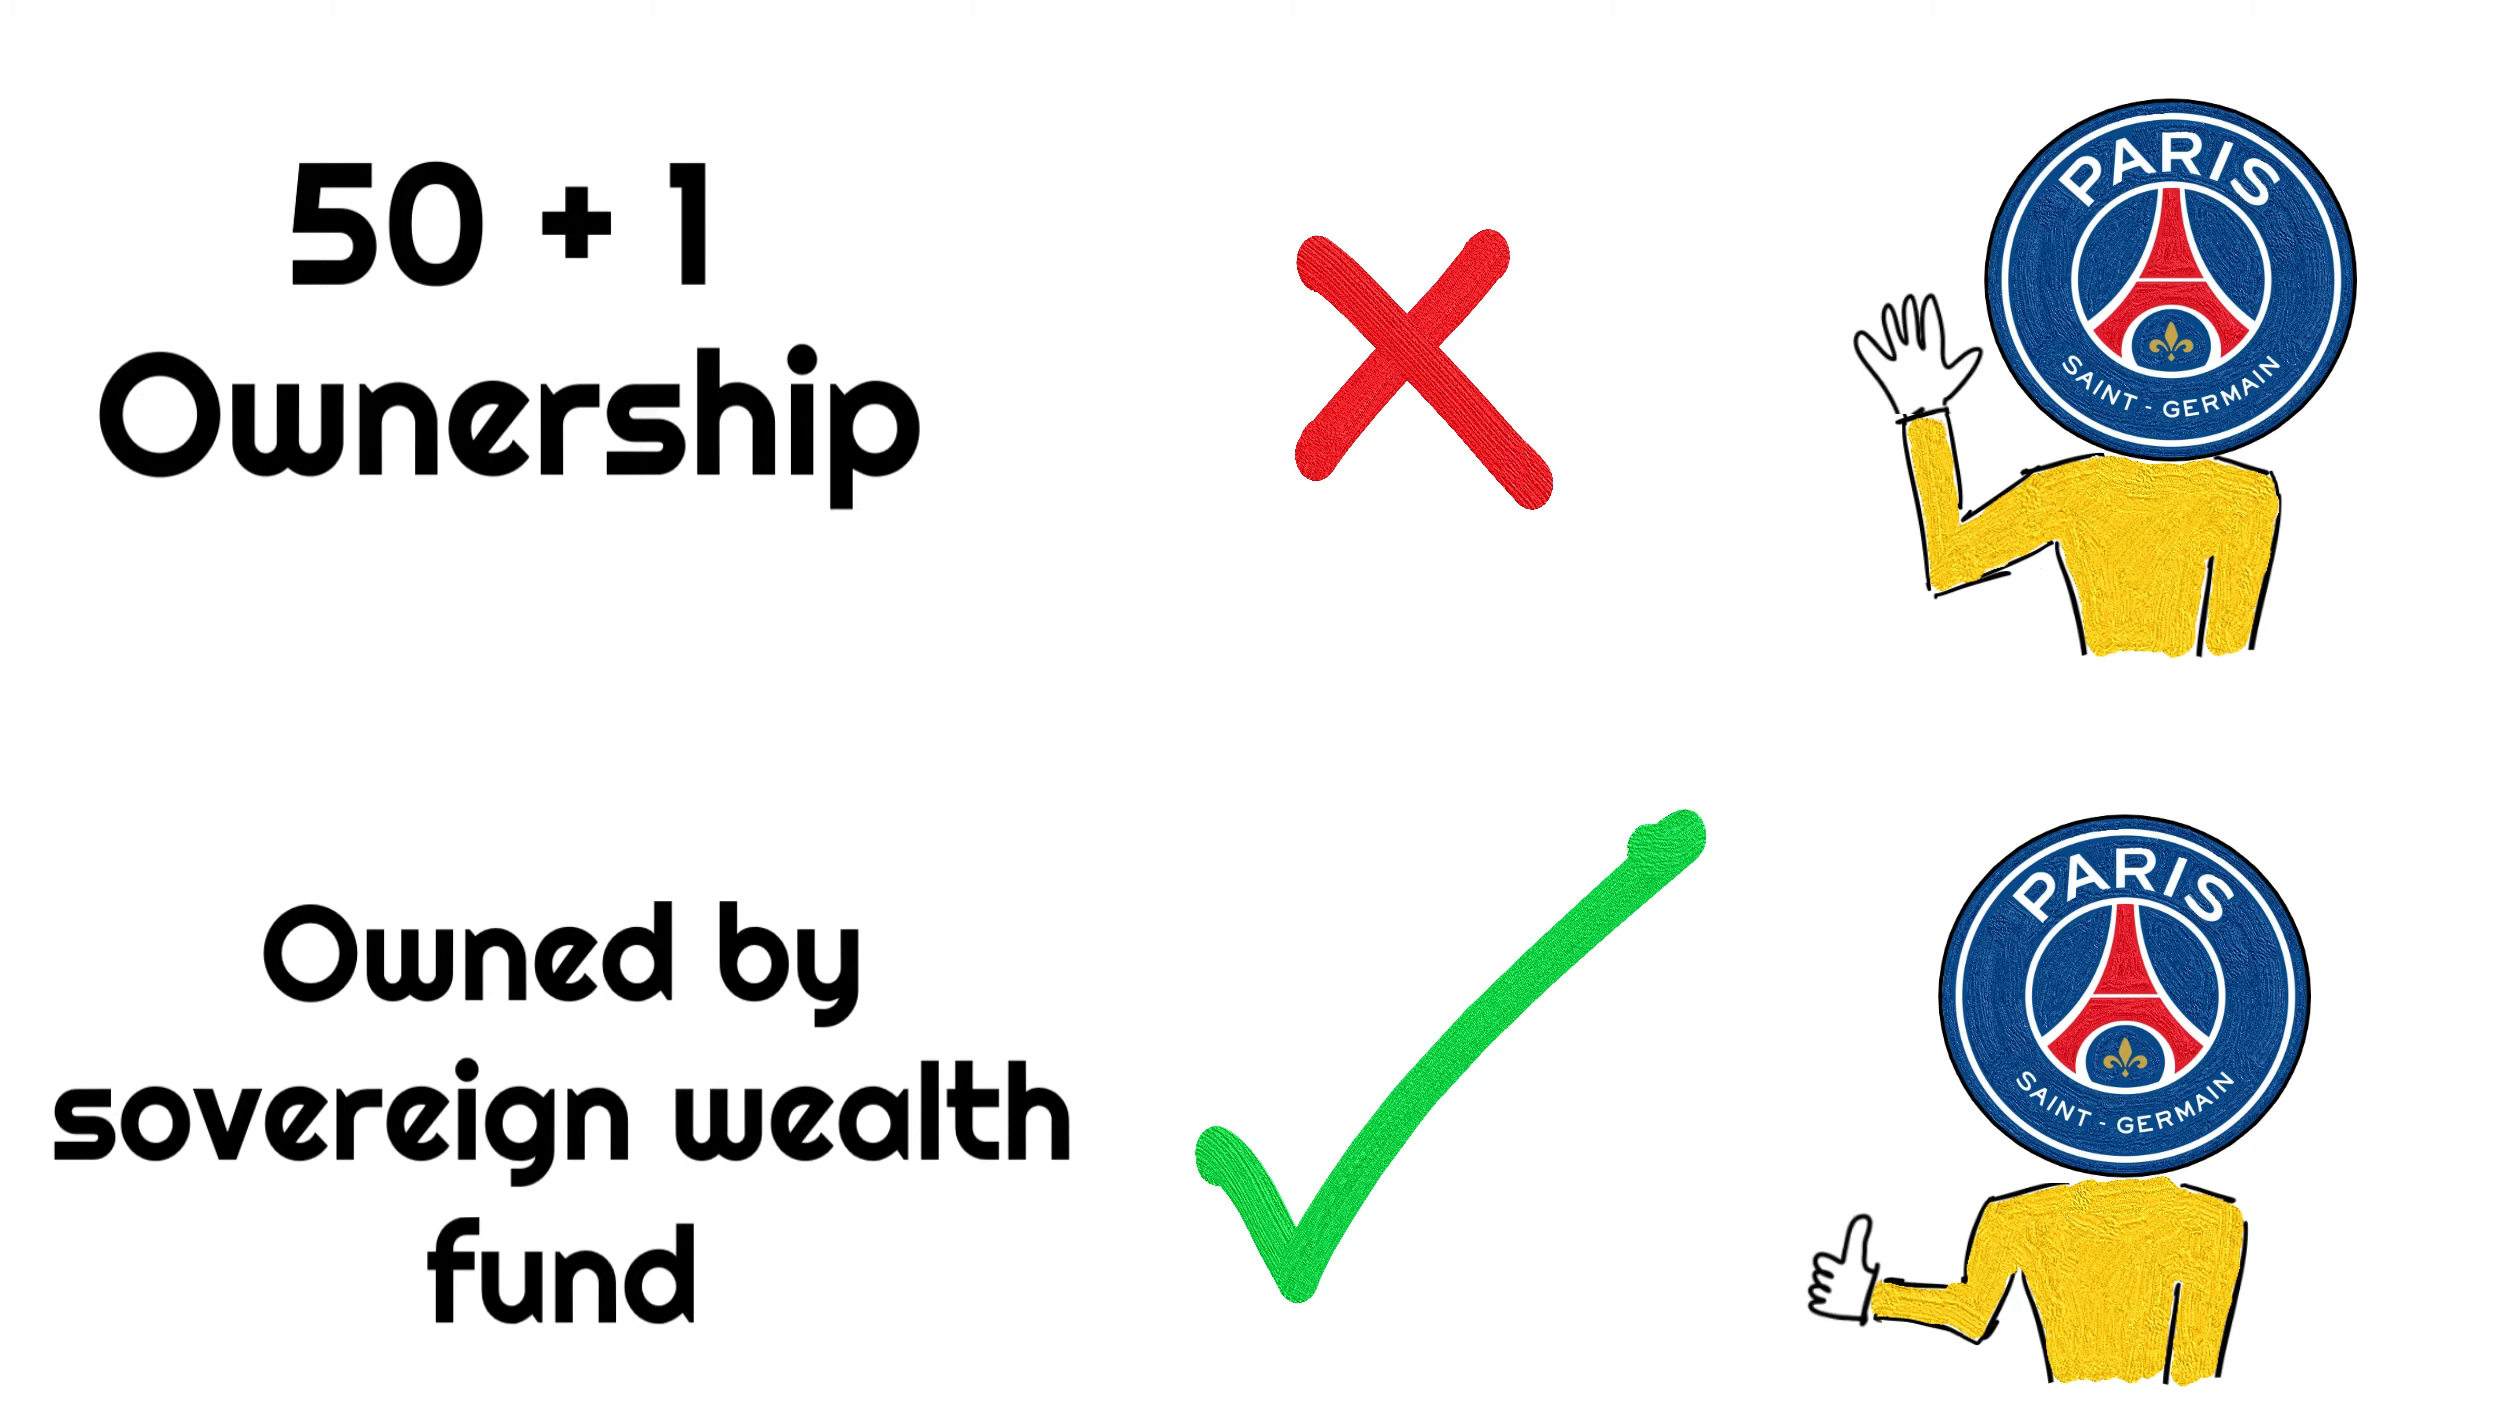 50 + 1
Ownership
PARIS
SAINT - GERMAIN
Owned by
sovereign wealth
fund
PARIS
SAINT - GERMAIN